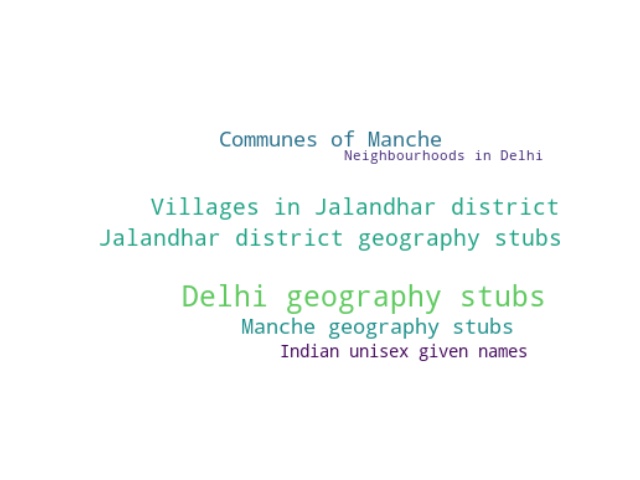 Communes of Manche
Neighbourhoods in Delhi
Villages in Jalandhar district
Jalandhar district geography stubs
Delhi geography stubs
Manche geography stubs
Indian unisex given names